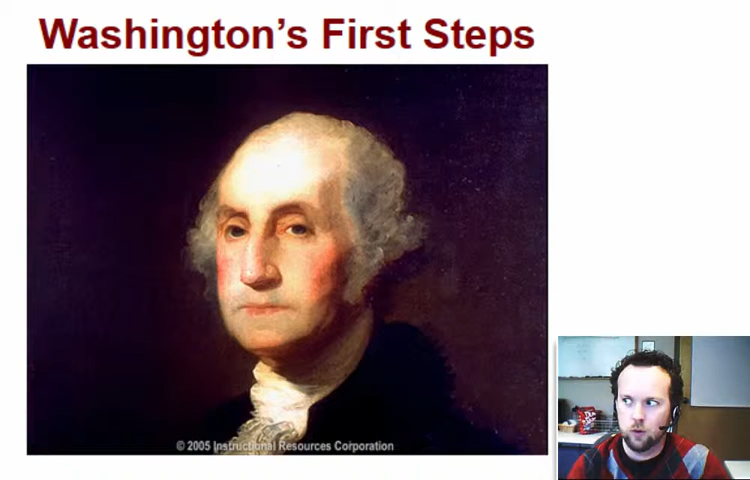 Washington’s First Steps
© 2005 Instructional Resources Corporation